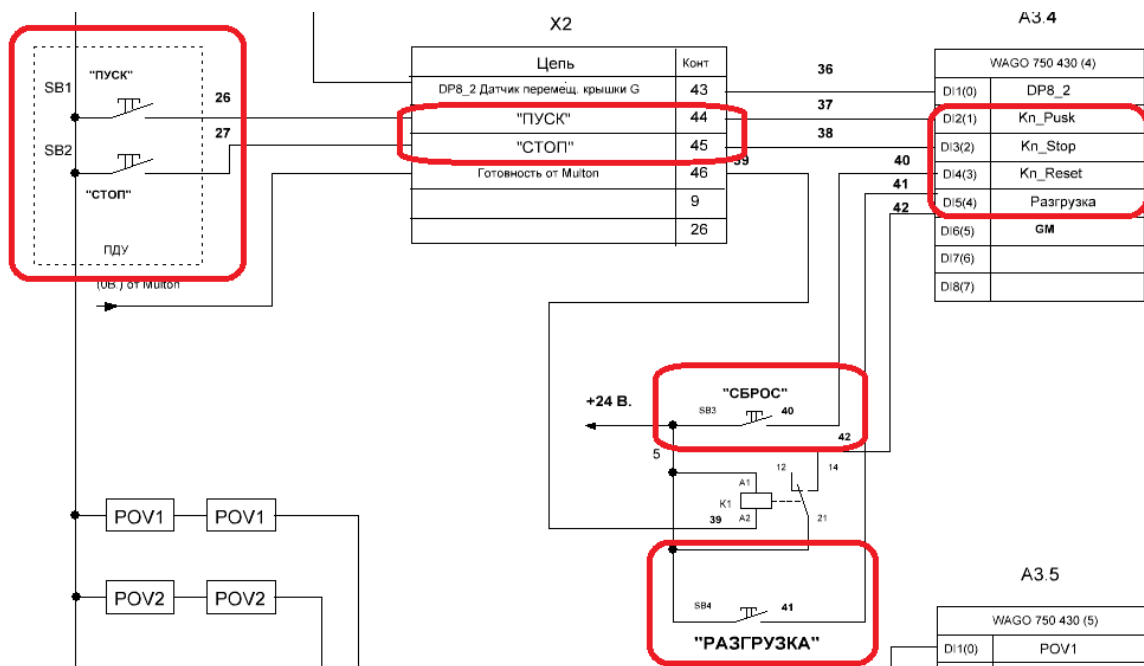 X2
A3.4
Цепь Конт
WAGO 750 430 (4)
"ПУСК"
SB1
26
DP8_2 Датчик перемещ. крышки G 43
36
DI1(0) DP8_2
"ПУСК" 44
37
DI2(1) Kn_Pusk
27
SB2
"СТОП" 45
38
DI3(2) Kn_Stop
39
40
"СТОП"
Готовность от Multon 46
DI4(3) Kn_Reset
41
9
DI5(4) Разгрузка
42
26
DI6(5) GM
ПДУ
DI7(6)
(0В.) от Multon
DI8(7)
"СБРОС"
+24 В.
SB3 40
42
5
12 14
A1
K1
39 A2 21
POV1 POV1
A3.5
POV2 POV2
SB4 41
WAGO 750 430 (5)
"РАЗГРУЗКА"
DI1(0) POV1